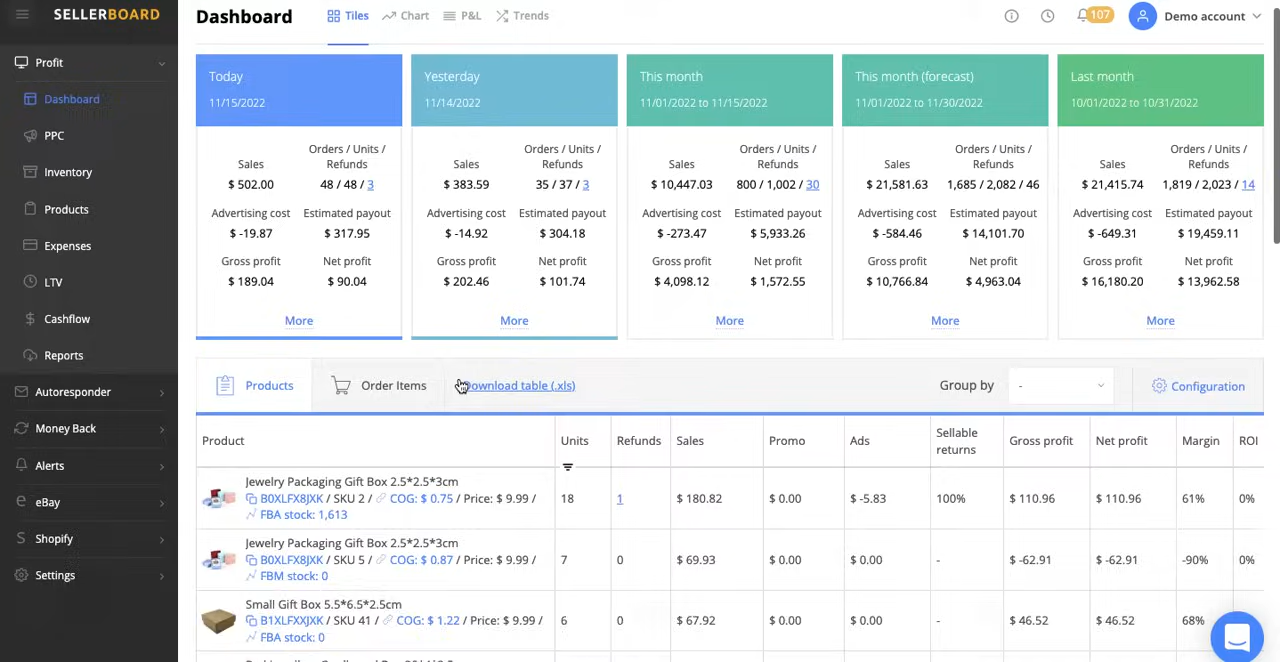 SELLERBOARD
Dashboard
Tiles
Chart
P&L
Trends
107
Demo account
Profit
Dashboard
PPC
Inventory
Products
Expenses
LTV
Cashflow
Reports
Autoresponder
Money Back
Alerts
eBay
Shopify
Settings
Today
11/15/2022
Sales
$ 502.00
Orders / Units /
Refunds
48 / 48 / 3
Advertising cost
$ -19.87
Estimated payout
$ 317.95
Gross profit
$ 189.04
Net profit
$ 90.04
More
Yesterday
11/14/2022
Sales
$ 383.59
Orders / Units /
Refunds
35 / 37 / 3
Advertising cost
$ -14.92
Estimated payout
$ 304.18
Gross profit
$ 202.46
Net profit
$ 101.74
More
This month
11/01/2022 to 11/15/2022
Sales
$ 10,447.03
Orders / Units /
Refunds
800 / 1,002 / 30
Advertising cost
$ -273.47
Estimated payout
$ 5,933.26
Gross profit
$ 4,098.12
Net profit
$ 1,572.55
More
This month (forecast)
11/01/2022 to 11/30/2022
Sales
$ 21,581.63
Orders / Units /
Refunds
1,685 / 2,082 / 46
Advertising cost
$ -584.46
Estimated payout
$ 14,101.70
Gross profit
$ 10,766.84
Net profit
$ 4,963.04
More
Last month
10/01/2022 to 10/31/2022
Sales
$ 21,415.74
Orders / Units /
Refunds
1,819 / 2,023 / 14
Advertising cost
$ -649.31
Estimated payout
$ 19,459.11
Gross profit
$ 16,180.20
Net profit
$ 13,962.58
More
Products
Order Items
Download table (.xls)
Group by
-
Configuration
Product
Units
Refunds
Sales
Promo
Ads
Sellable
returns
Gross profit
Net profit
Margin
ROI
Jewelry Packaging Gift Box 2.5*2.5*3cm
B0XLFX8JXK / SKU 2 / COG: $ 0.75 / Price: $ 9.99 /
FBA stock: 1,613
18
1
$ 180.82
$ 0.00
$ -5.83
100%
$ 110.96
$ 110.96
61%
0%
Jewelry Packaging Gift Box 2.5*2.5*3cm
B0XLFX8JXK / SKU 5 / COG: $ 0.87 / Price: $ 9.99 /
FBM stock: 0
7
0
$ 69.93
$ 0.00
$ 0.00
-
$ -62.91
$ -62.91
-90%
0%
Small Gift Box 5.5*6.5*2.5cm
B1XLFXXJXK / SKU 41 / COG: $ 1.22 / Price: $ 9.99 /
FBA stock: 0
6
0
$ 67.92
$ 0.00
$ 0.00
-
$ 46.52
$ 46.52
68%